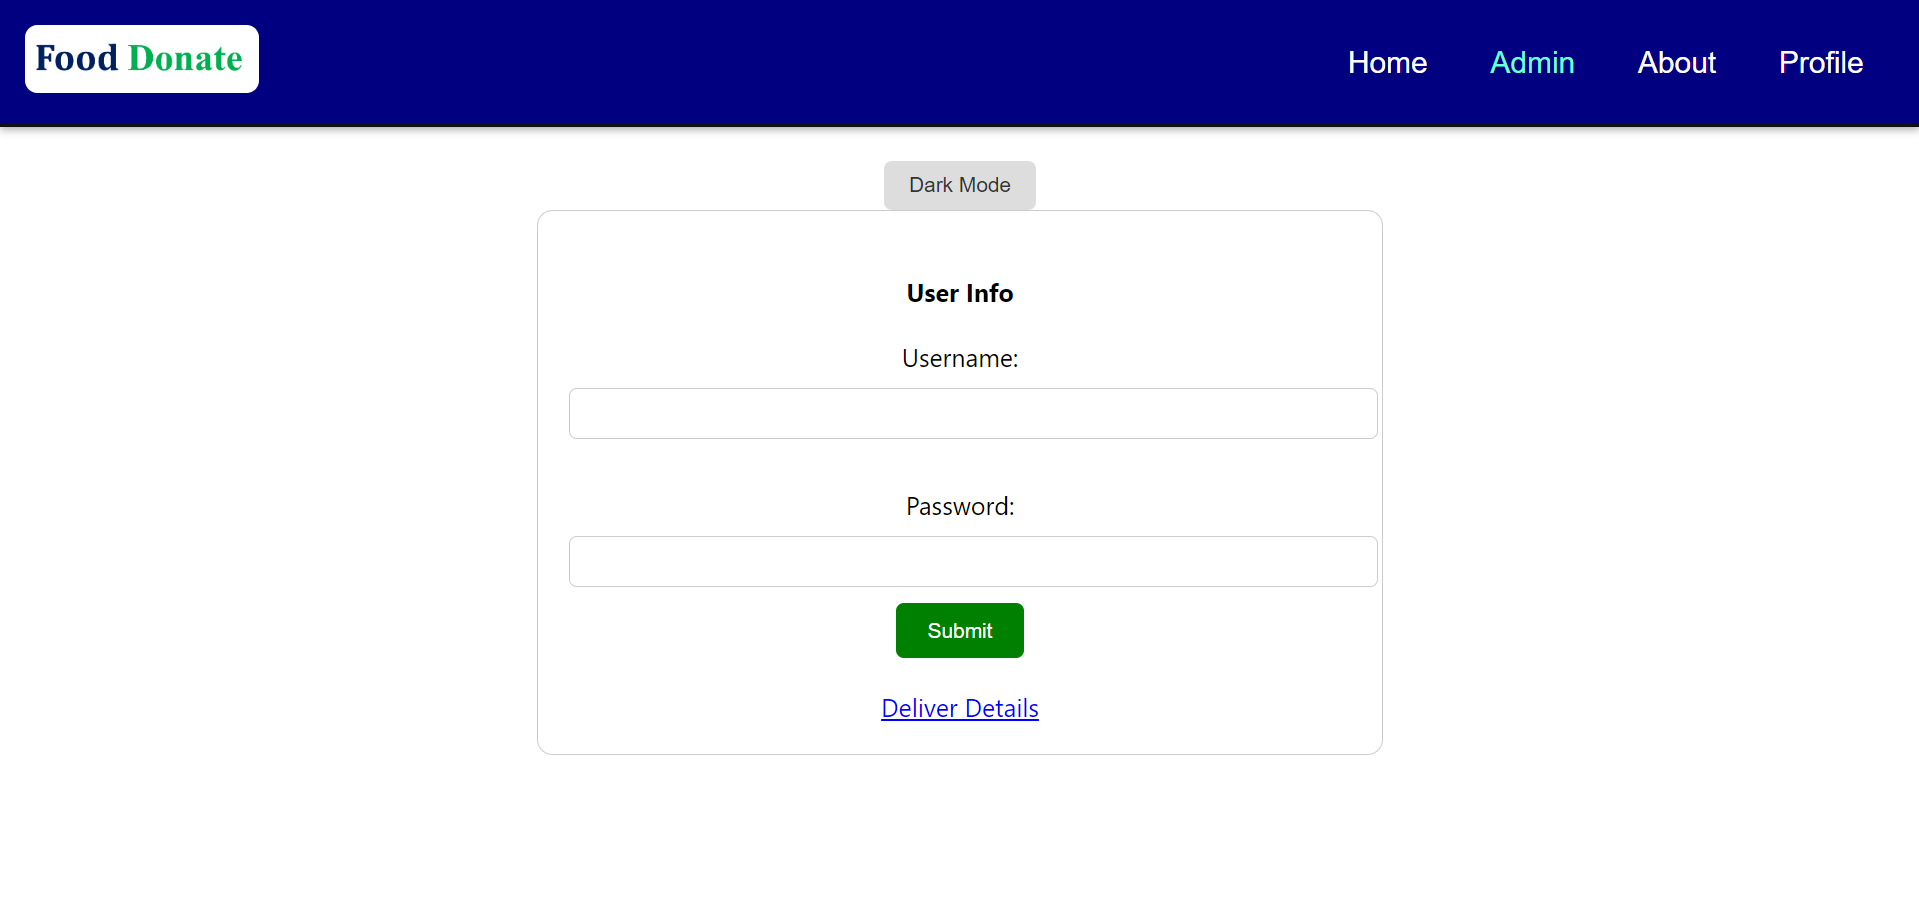 Food Donate
Home Admin About Profile
Dark Mode
User Info
Username:
Password:
Submit
Deliver Details